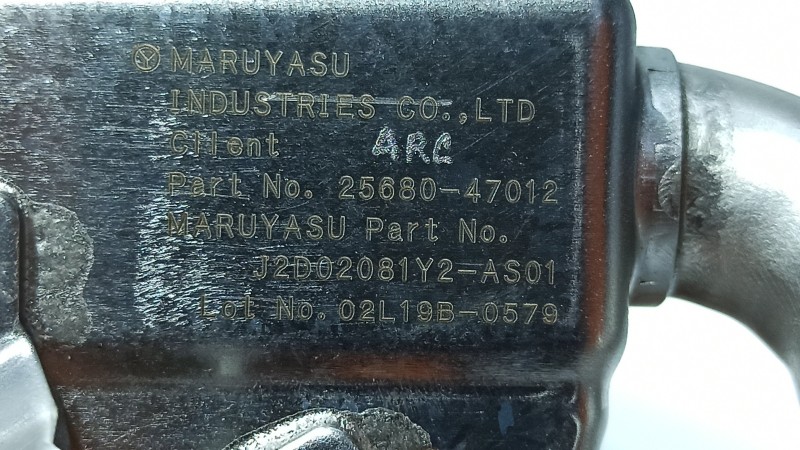 MARUYASU
INDUSTRIES CO.,LTD
Client ARC
Part No. 25680-47012
MARUYASU Part No.
J2D02081Y2-AS01
Lot No. 02L19B-0579